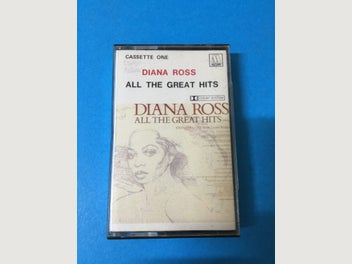 CASSETTE ONE
DIANA ROSS
ALL THE GREAT HITS
DIANA ROSS
ALL THE GREAT HITS